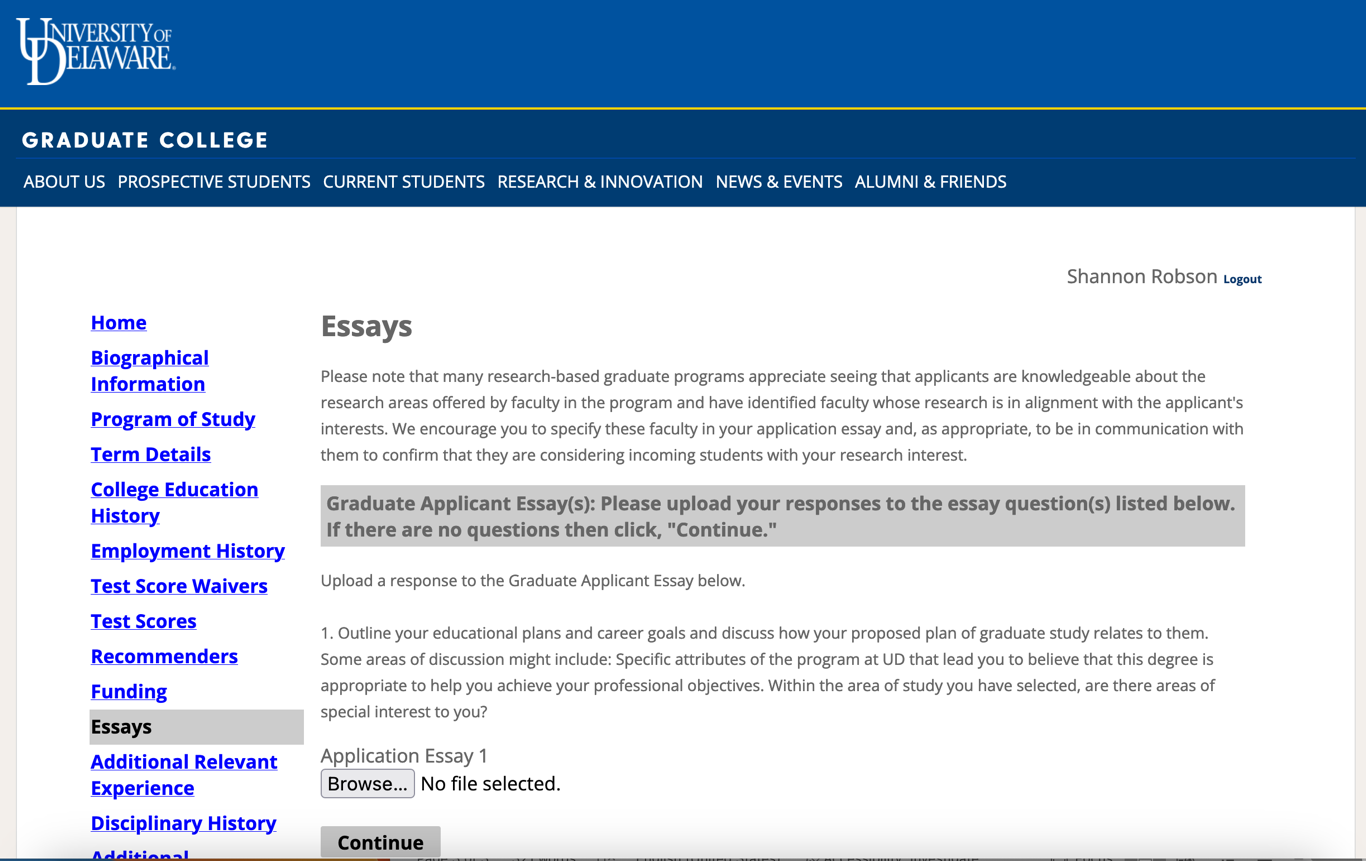 UNIVERSITY OF
DELAWARE
GRADUATE COLLEGE
ABOUT US PROSPECTIVE STUDENTS CURRENT STUDENTS RESEARCH & INNOVATION NEWS & EVENTS ALUMNI & FRIENDS
Shannon Robson Logout
Home
Biographical
Information
Program of Study
Term Details
College Education
History
Employment History
Test Score Waivers
Test Scores
Recommenders
Funding
Essays
Additional Relevant
Experience
Disciplinary History
Additional
Essays
Please note that many research-based graduate programs appreciate seeing that applicants are knowledgeable about the
research areas offered by faculty in the program and have identified faculty whose research is in alignment with the applicant's
interests. We encourage you to specify these faculty in your application essay and, as appropriate, to be in communication with
them to confirm that they are considering incoming students with your research interest.
Graduate Applicant Essay(s): Please upload your responses to the essay question(s) listed below.
If there are no questions then click, "Continue."
Upload a response to the Graduate Applicant Essay below.
1. Outline your educational plans and career goals and discuss how your proposed plan of graduate study relates to them.
Some areas of discussion might include: Specific attributes of the program at UD that lead you to believe that this degree is
appropriate to help you achieve your professional objectives. Within the area of study you have selected, are there areas of
special interest to you?
Application Essay 1
Browse... No file selected.
Continue